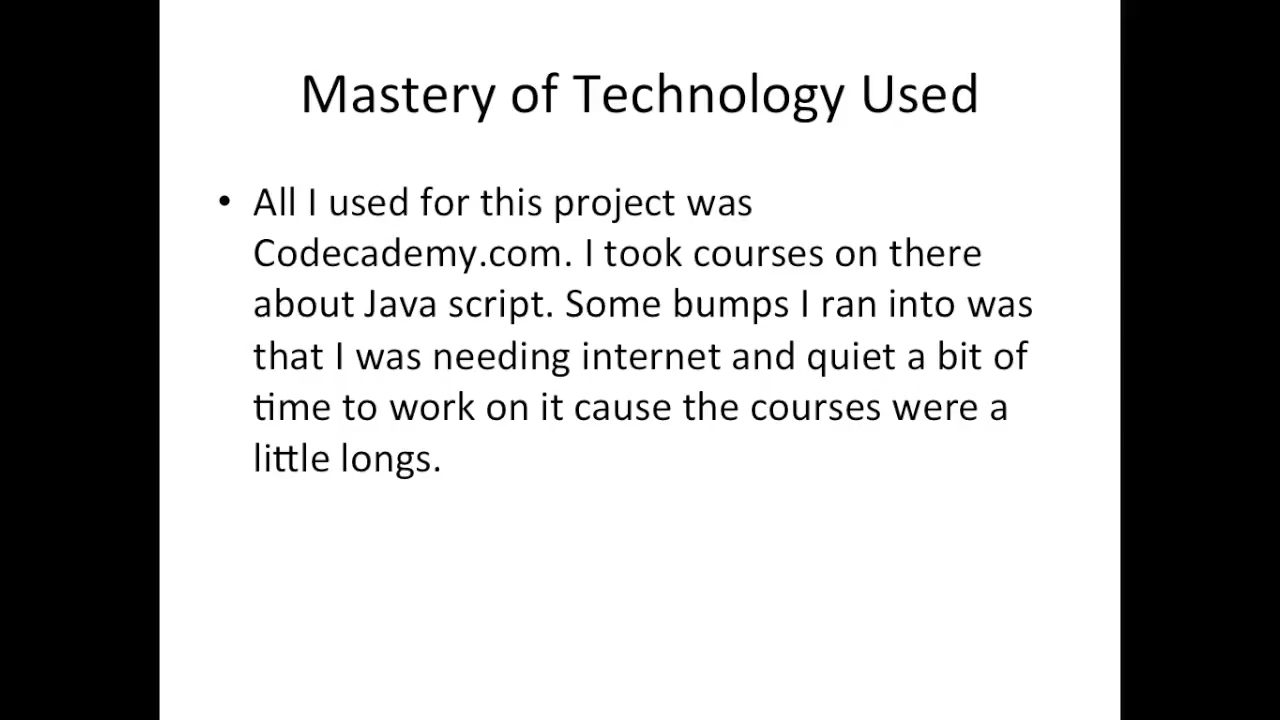 Mastery of Technology Used
• All I used for this project was
Codecademy.com. I took courses on there
about Java script. Some bumps I ran into was
that I was needing internet and quiet a bit of
time to work on it cause the courses were a
little longs.